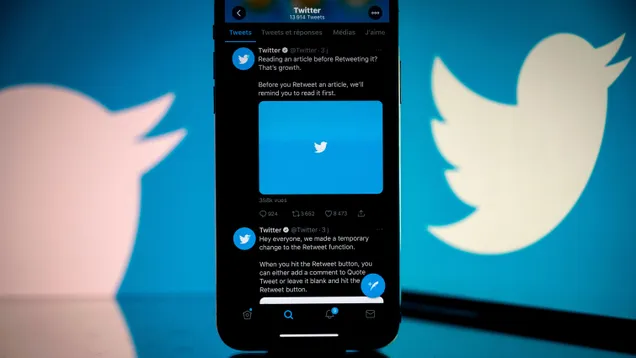 Twitter
13 914 Tweets
Tweets Tweets et réponses Médias J'aime
Twitter @Twitter · 3 j
Reading an article before Retweeting it?
That's growth.
Before you Retweet an article, we'll
remind you to read it first.
358k vues
924 3 653 8 473
Twitter @Twitter · 3 j
Hey everyone, we made a temporary
change to the Retweet function.
When you hit the Retweet button, you
can either add a comment to Quote
Tweet or leave it blank and hit the
Retweet button.